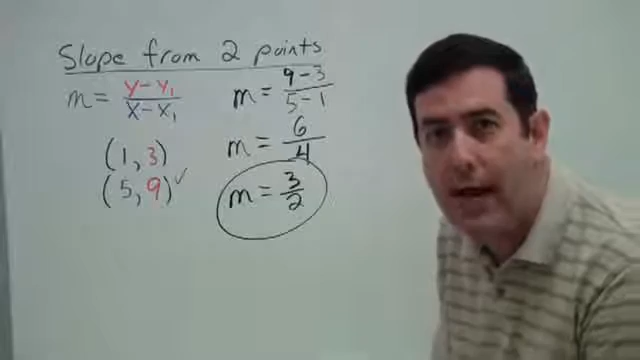 Slope from 2 points
m = y - y₁ / x - x₁
(1, 3)
(5, 9) ✓
m = 9 - 3 / 5 - 1
m = 6 / 4
m = 3 / 2